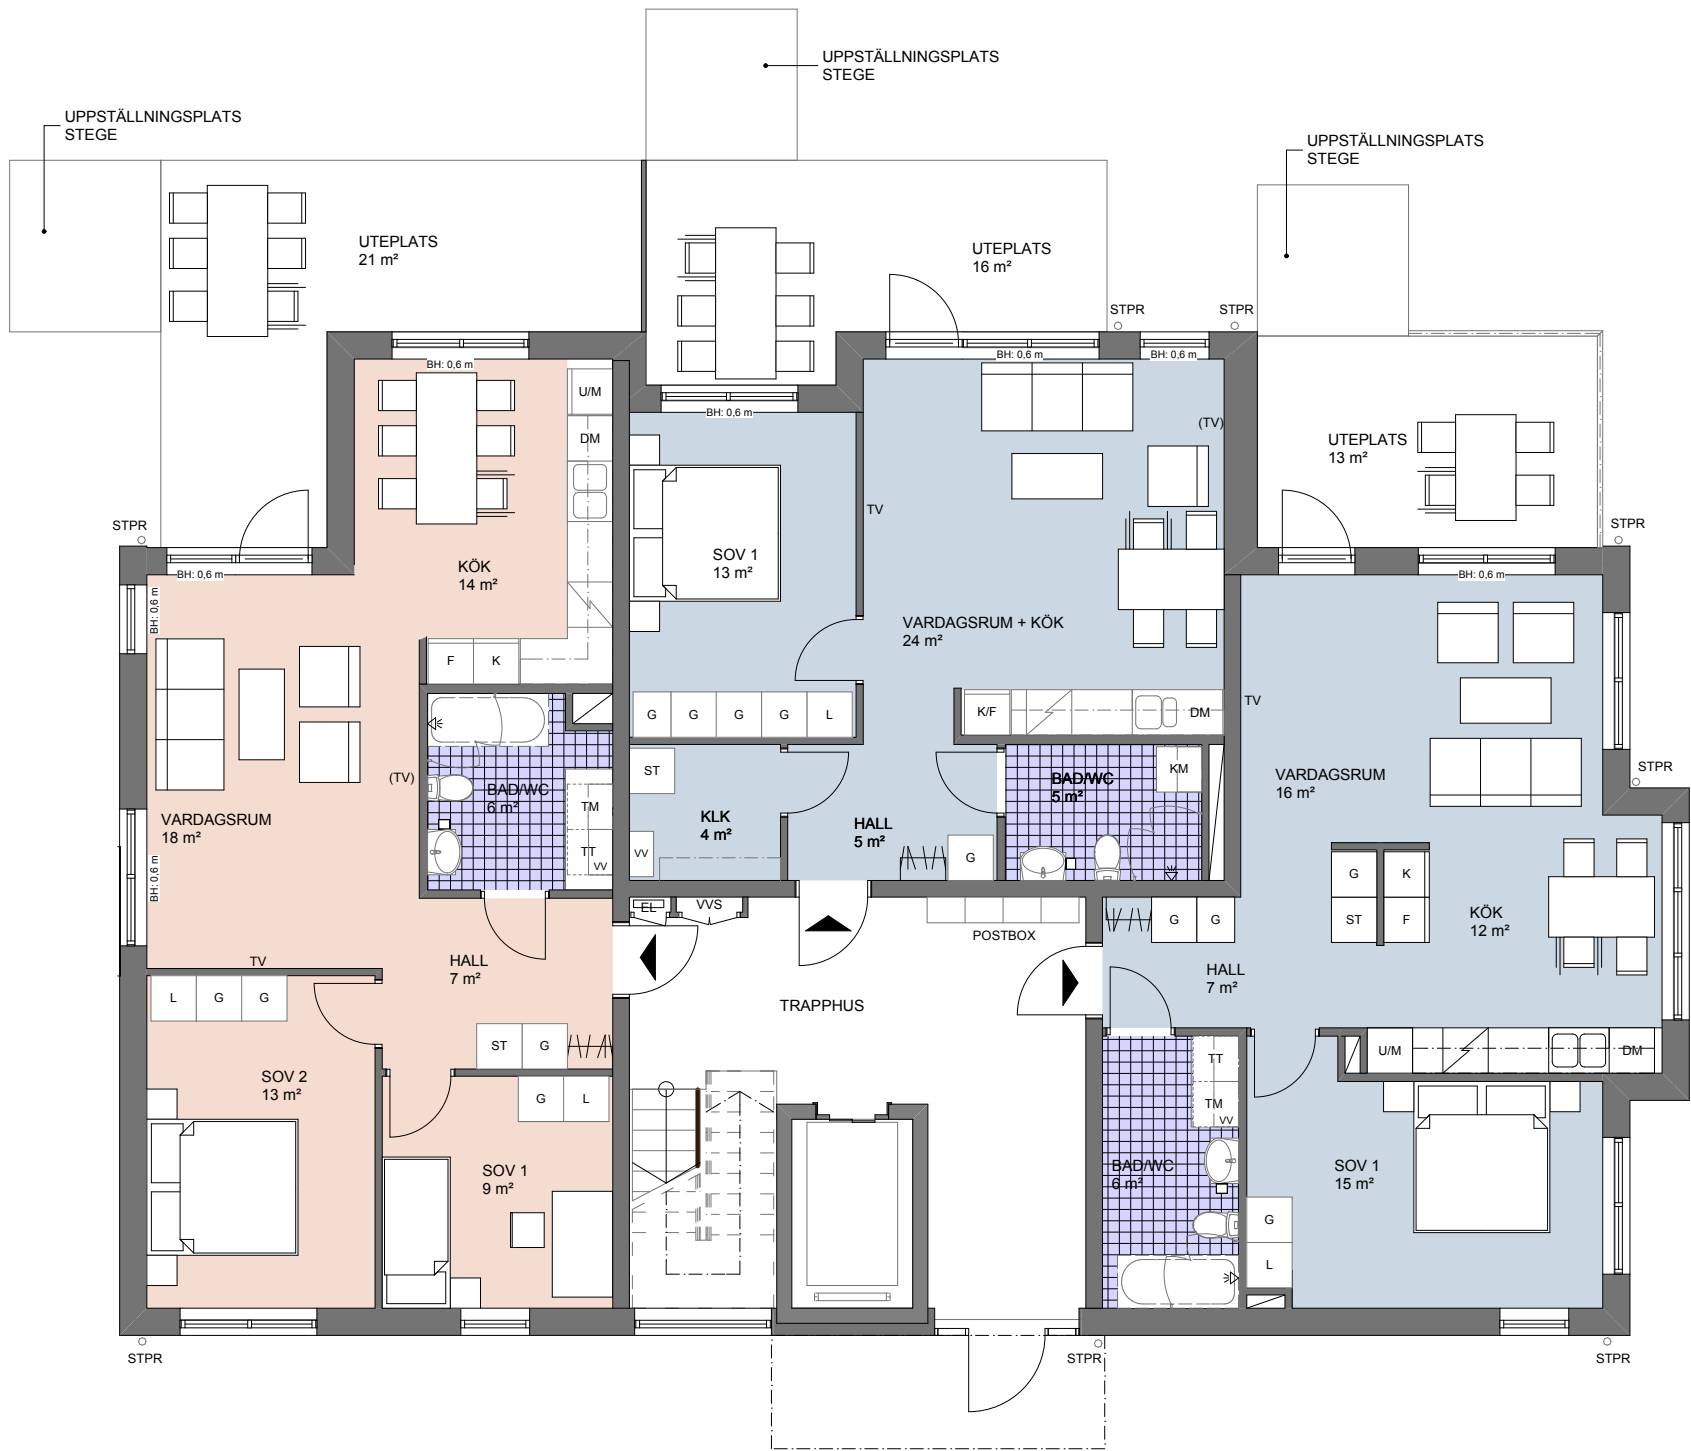 UPPSTÄLLNINGSPLATS
STEGE
UPPSTÄLLNINGSPLATS
STEGE
UPPSTÄLLNINGSPLATS
STEGE
UTEPLATS
21 m²
UTEPLATS
16 m²
STPR
STPR
BH: 0,6 m
BH: 0,6 m
BH: 0,6 m
U/M
BH: 0,6 m
(TV)
DM
UTEPLATS
13 m²
TV
STPR
STPR
SOV 1
13 m²
KÖK
14 m²
BH: 0,6 m
BH: 0,6 m
BH: 0,6 m
VARDAGSRUM + KÖK
24 m²
F
K
G
G
G
G
L
K/F
DM
TV
STPR
ST
KM
(TV)
BAD/WC
6 m²
BAD/WC
5 m²
VARDAGSRUM
16 m²
TM
VARDAGSRUM
18 m²
KLK
4 m²
HALL
5 m²
TT
VV
VV
G
BH: 0,6 m
G
K
EL
VVS
POSTBOX
G
G
ST
F
KÖK
12 m²
TV
HALL
7 m²
HALL
7 m²
L
G
G
TRAPPHUS
ST
G
U/M
DM
TT
SOV 2
13 m²
G
L
TM
VV
SOV 1
9 m²
BAD/WC
6 m²
SOV 1
15 m²
G
L
STPR
STPR
STPR